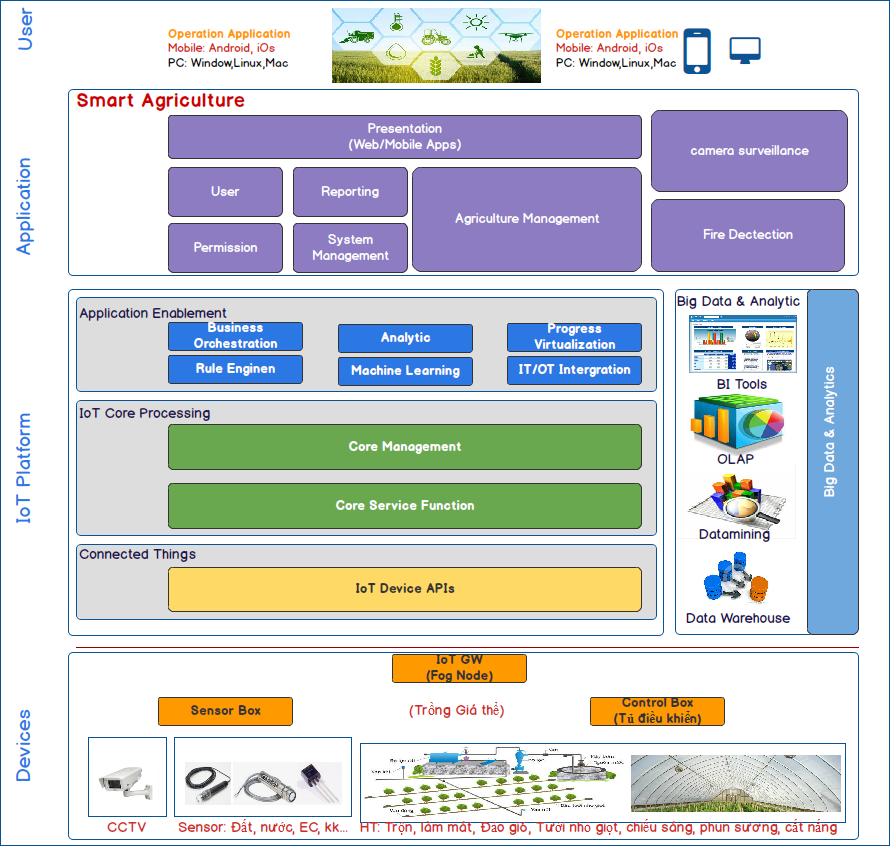 User
Operation Application
Mobile: Android, iOs
PC: Window,Linux,Mac
Operation Application
Mobile: Android, iOs
PC: Window,Linux,Mac
Application
Smart Agriculture
Presentation
(Web/Mobile Apps)
camera surveillance
User
Reporting
Agriculture Management
Permission
System
Management
Fire Dectection
IoT Platform
Application Enablement
Business
Orchestration
Analytic
Progress
Virtualization
Rule Enginen
Machine Learning
IT/OT Intergration
IoT Core Processing
Core Management
Core Service Function
Connected Things
IoT Device APIs
Big Data & Analytic
BI Tools
OLAP
Datamining
Data Warehouse
Big Data & Analytics
Devices
IoT GW
(Fog Node)
Sensor Box
(Trồng Giá thể)
Control Box
(Tủ điều khiển)
Van
CCTV
Sensor: Đất, nước, EC, kk...
HT: Trộn, làm mát, Đảo gió, Tưới nhỏ giọt, chiếu sáng, phun sương, cắt nắng